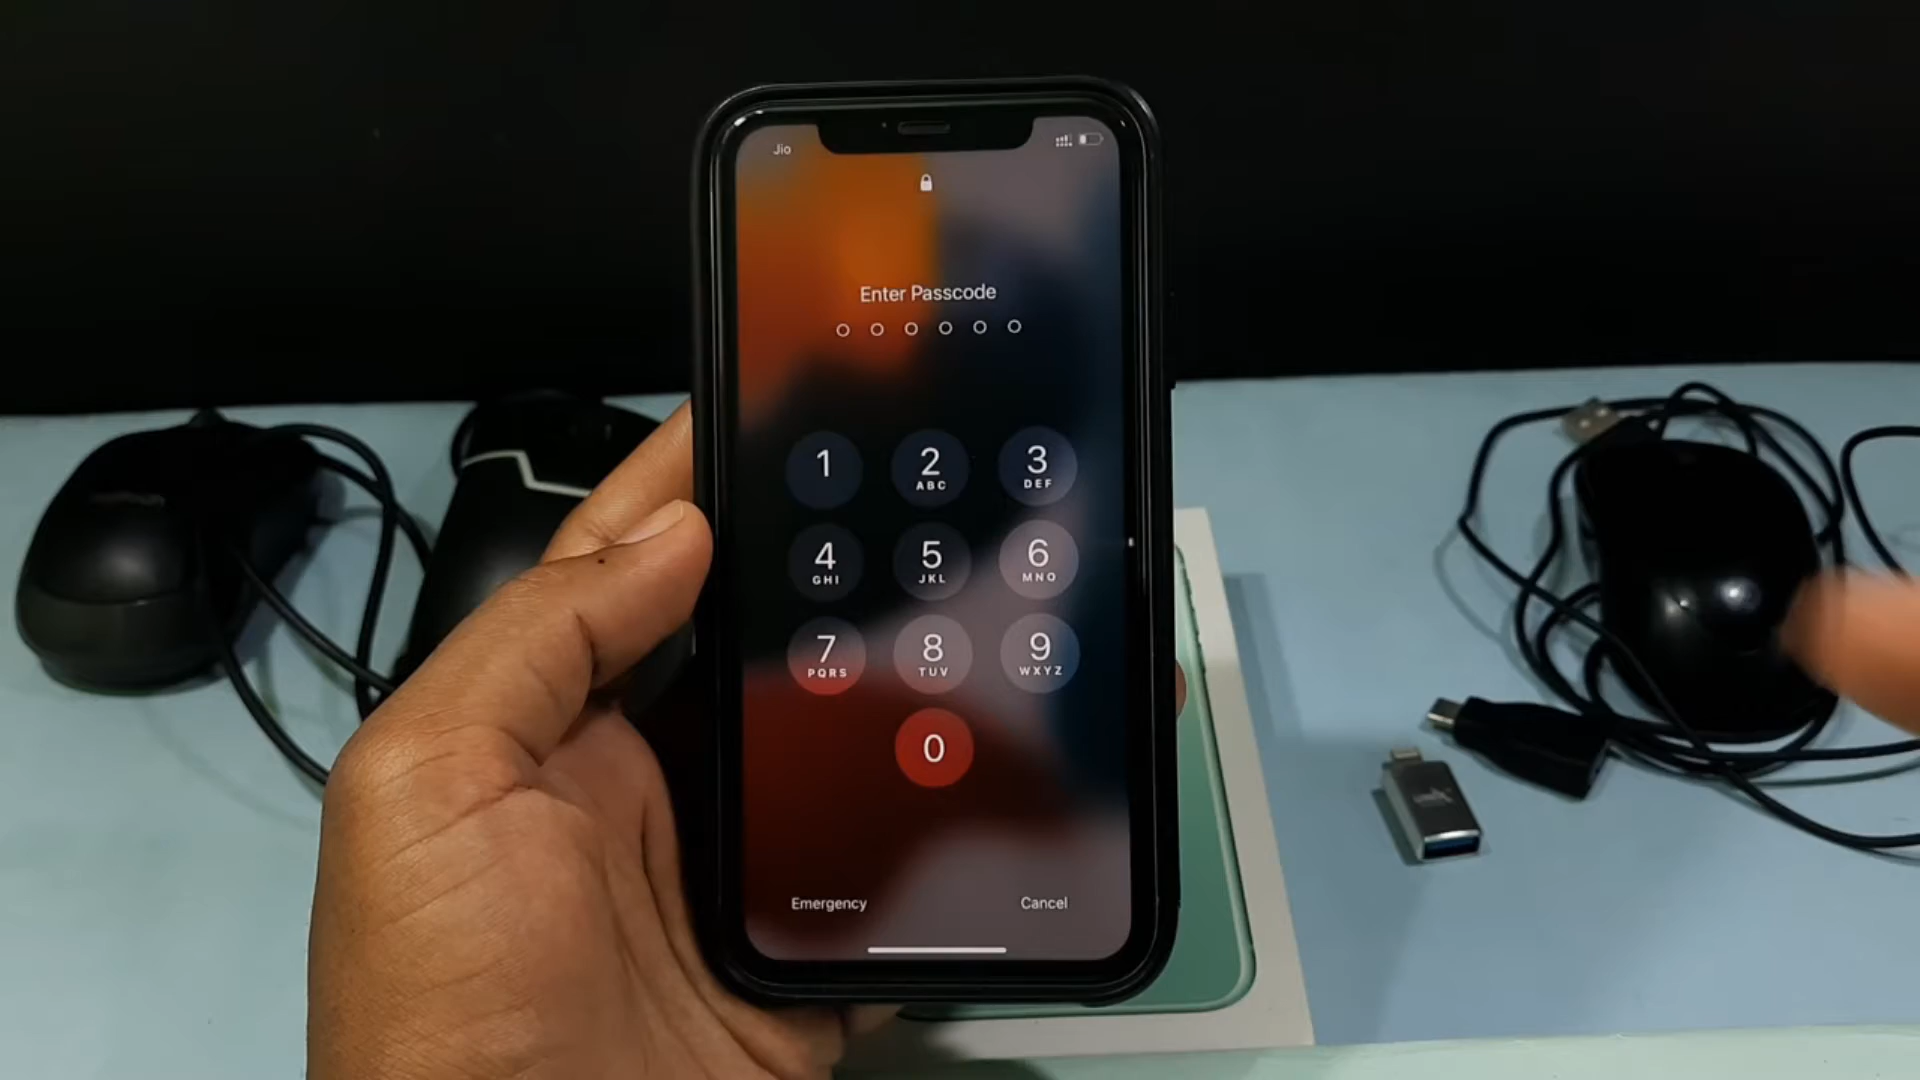 Jio
Enter Passcode
1 2 3
ABC DEF
4 5 6
GHI JKL MNO
7 8 9
PQRS TUV WXYZ
0
Emergency Cancel